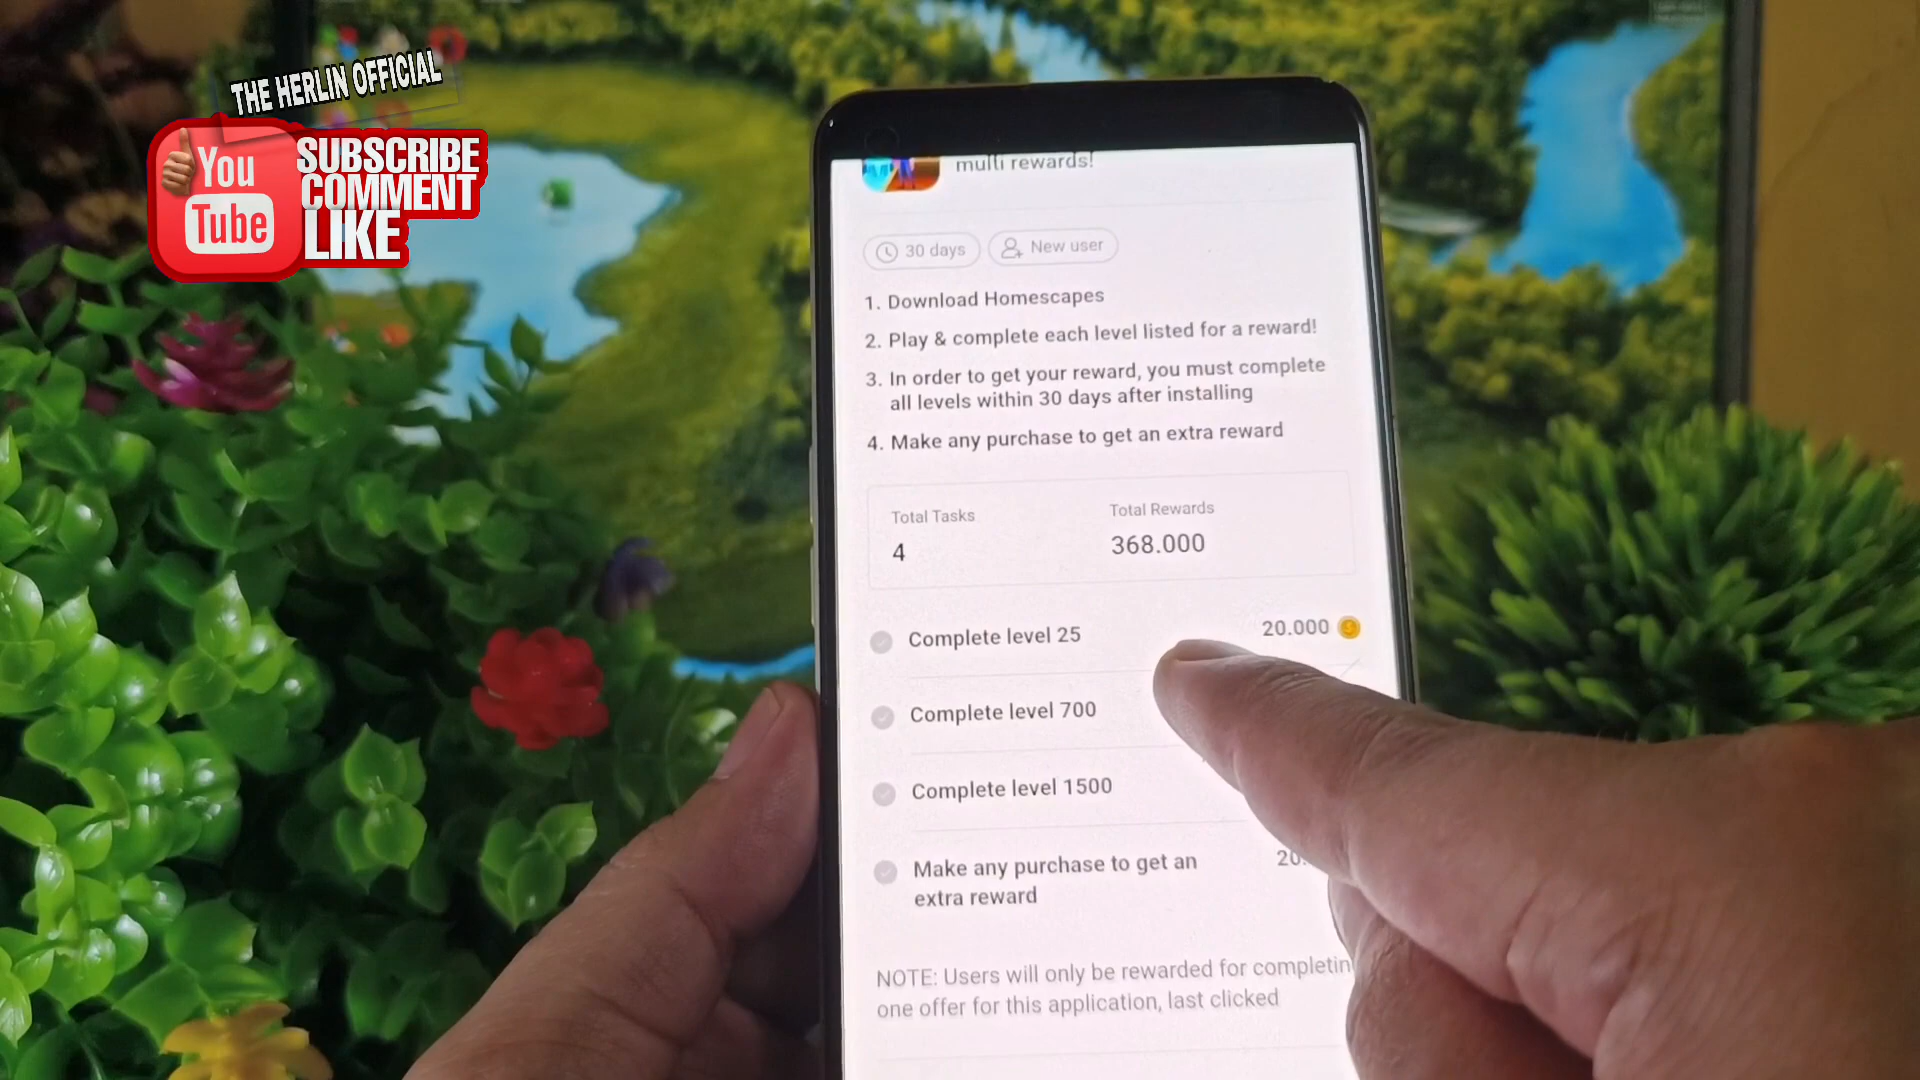 THE HERLIN OFFICIAL
You
Tube
SUBSCRIBE
COMMENT
LIKE
multi rewards!
30 days
New user
1. Download Homescapes
2. Play & complete each level listed for a reward!
3. In order to get your reward, you must complete
all levels within 30 days after installing
4. Make any purchase to get an extra reward
Total Tasks
Total Rewards
4
368.000
Complete level 25
20.000
Complete level 700
Complete level 1500
Make any purchase to get an
extra reward
20.
NOTE: Users will only be rewarded for completin
one offer for this application, last clicked